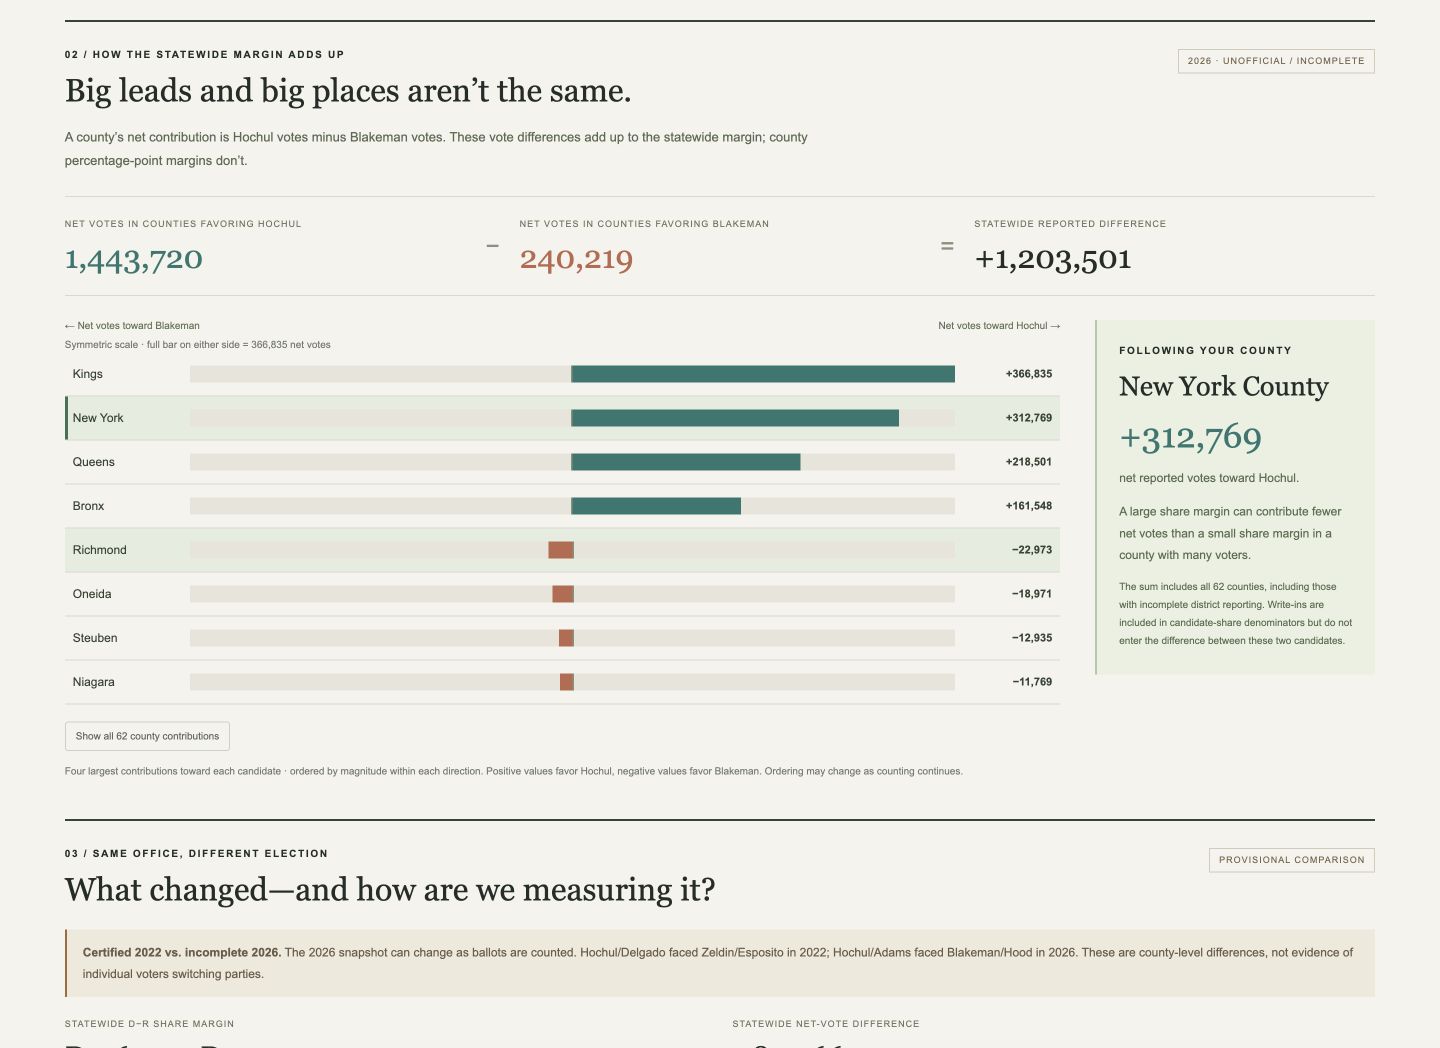 02 / HOW THE STATEWIDE MARGIN ADDS UP
2026 · UNOFFICIAL / INCOMPLETE
Big leads and big places aren’t the same.
A county’s net contribution is Hochul votes minus Blakeman votes. These vote differences add up to the statewide margin; county
percentage-point margins don’t.
NET VOTES IN COUNTIES FAVORING HOCHUL
1,443,720
−
NET VOTES IN COUNTIES FAVORING BLAKEMAN
240,219
=
STATEWIDE REPORTED DIFFERENCE
+1,203,501
← Net votes toward Blakeman
Net votes toward Hochul →
Symmetric scale · full bar on either side = 366,835 net votes
Kings +366,835
New York +312,769
Queens +218,501
Bronx +161,548
Richmond −22,973
Oneida −18,971
Steuben −12,935
Niagara −11,769
Show all 62 county contributions
Four largest contributions toward each candidate · ordered by magnitude within each direction. Positive values favor Hochul, negative values favor Blakeman. Ordering may change as counting continues.
FOLLOWING YOUR COUNTY
New York County
+312,769
net reported votes toward Hochul.
A large share margin can contribute fewer
net votes than a small share margin in a
county with many voters.
The sum includes all 62 counties, including those
with incomplete district reporting. Write-ins are
included in candidate-share denominators but do not
enter the difference between these two candidates.
03 / SAME OFFICE, DIFFERENT ELECTION
PROVISIONAL COMPARISON
What changed—and how are we measuring it?
Certified 2022 vs. incomplete 2026. The 2026 snapshot can change as ballots are counted. Hochul/Delgado faced Zeldin/Esposito in 2022; Hochul/Adams faced Blakeman/Hood in 2026. These are county-level differences, not evidence of
individual voters switching parties.
STATEWIDE D−R SHARE MARGIN
STATEWIDE NET-VOTE DIFFERENCE